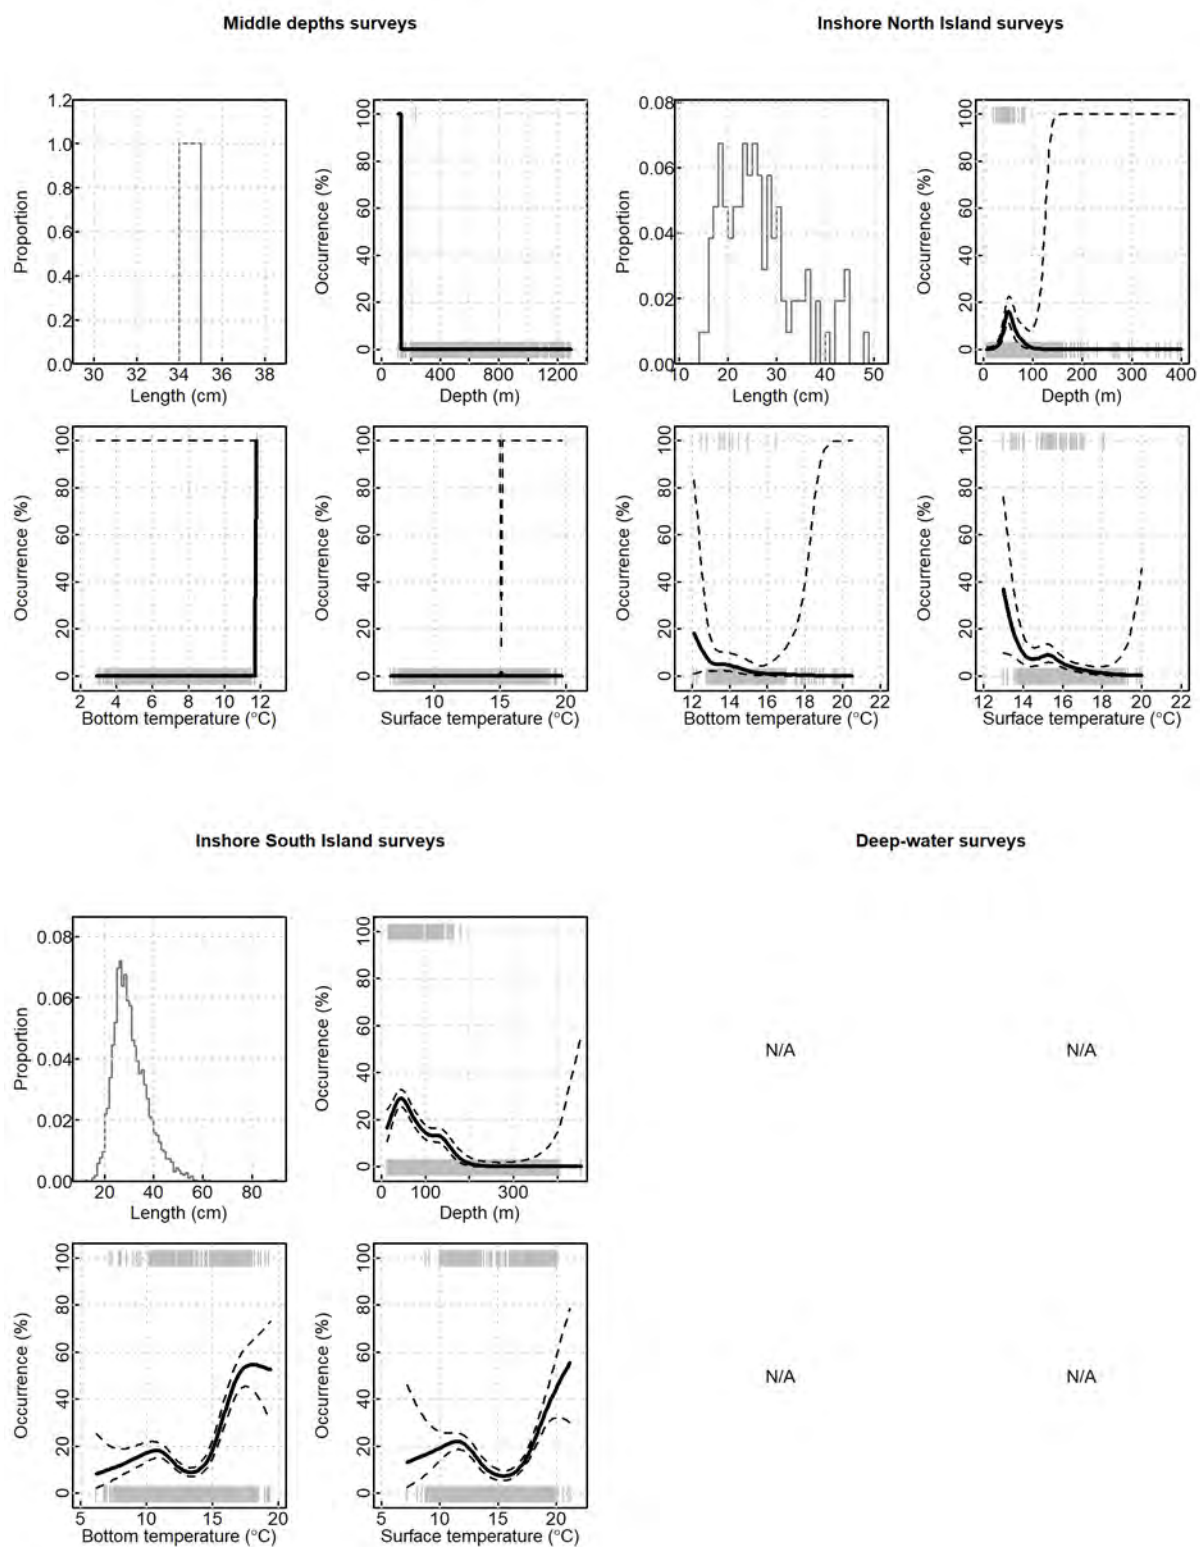 Middle depths surveys
Inshore North Island surveys
Proportion
0.0 0.2 0.4 0.6 0.8 1.0 1.2
30 32 34 36 38
Length (cm)
Occurrence (%)
0 20 40 60 80 100
0 400 800 1200
Depth (m)
Proportion
0.00 0.02 0.04 0.06 0.08
10 20 30 40 50
Length (cm)
Occurrence (%)
0 20 40 60 80 100
0 100 200 300 400
Depth (m)
Occurrence (%)
0 20 40 60 80 100
2 4 6 8 10 12
Bottom temperature (°C)
Occurrence (%)
0 20 40 60 80 100
10 15 20
Surface temperature (°C)
Occurrence (%)
0 20 40 60 80 100
12 14 16 18 20 22
Bottom temperature (°C)
Occurrence (%)
0 20 40 60 80 100
12 14 16 18 20 22
Surface temperature (°C)
Inshore South Island surveys
Deep-water surveys
Proportion
0.00 0.02 0.04 0.06 0.08
20 40 60 80
Length (cm)
Occurrence (%)
0 20 40 60 80 100
0 100 300
Depth (m)
N/A
N/A
Occurrence (%)
0 20 40 60 80 100
5 10 15 20
Bottom temperature (°C)
Occurrence (%)
0 20 40 60 80 100
5 10 15 20
Surface temperature (°C)
N/A
N/A